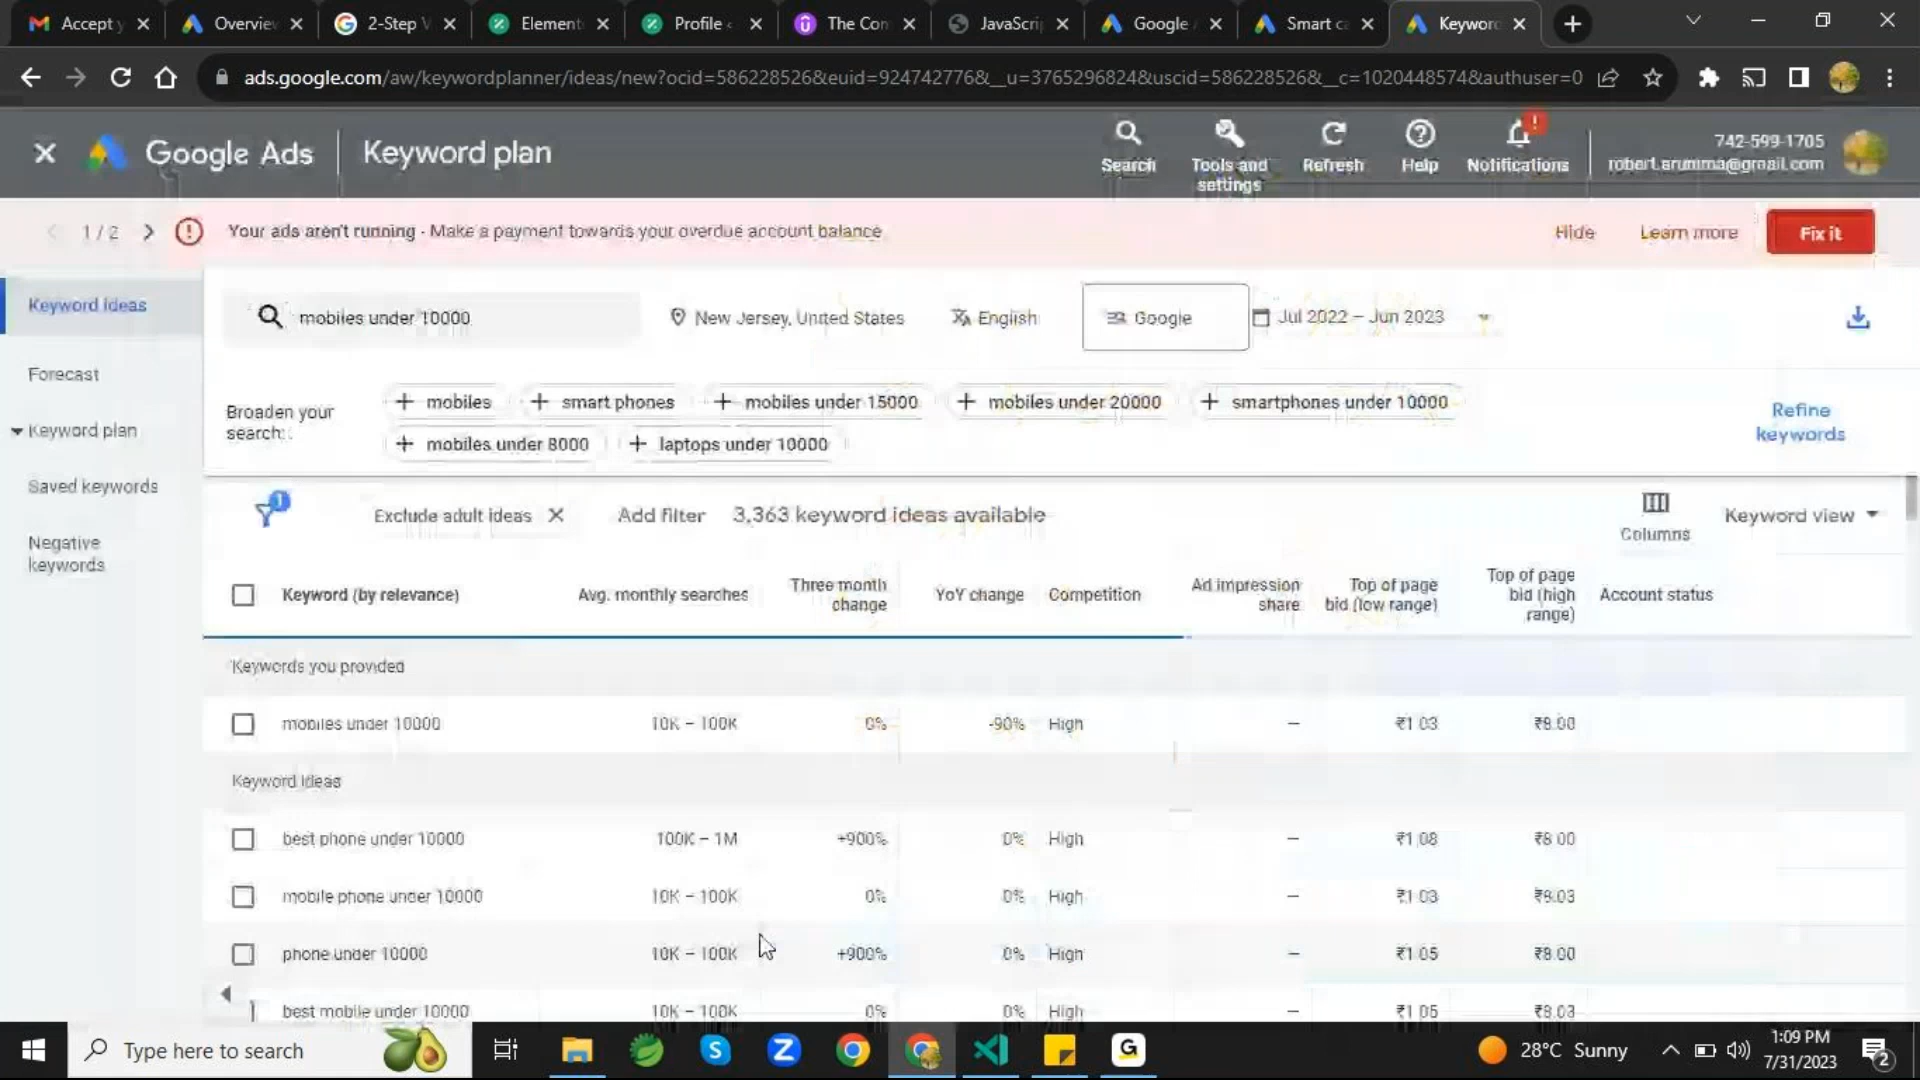 Accept y
Overview
2-Step V
Element
Profile
The Con
JavaScri
Google
Smart ca
Keyword
ads.google.com/aw/keywordplanner/ideas/new?ocid=586228526&euid=924742776&__u=3765296824&uscid=586228526&__c=1020448574&authuser=0
Google Ads
Keyword plan
Search
Tools and
settings
Refresh
Help
Notifications
742-599-1705
1 / 2
Your ads aren't running - Make a payment towards your overdue account balance
Hide
Learn more
Fix it
Keyword ideas
Forecast
Keyword plan
Saved keywords
Negative
keywords
mobiles under 10000
New Jersey, United States
English
Google
Jul 2022 – Jun 2023
Broaden your
search:
mobiles
smart phones
mobiles under 15000
mobiles under 20000
smartphones under 10000
mobiles under 8000
laptops under 10000
Refine
keywords
1
Exclude adult ideas
Add filter
3,363 keyword ideas available
Columns
Keyword view
Keyword (by relevance)
Avg. monthly searches
Three month
change
YoY change
Competition
Ad impression
share
Top of page
bid (low range)
Top of page
bid (high
range)
Account status
Keywords you provided
mobiles under 10000 10K – 100K 0% -90% High — ₹1.03 ₹8.00
Keyword ideas
best phone under 10000 100K – 1M +900% 0% High — ₹1.08 ₹8.00
mobile phone under 10000 10K – 100K 0% 0% High — ₹1.03 ₹8.03
phone under 10000 10K – 100K +900% 0% High — ₹1.05 ₹8.00
best mobile under 10000 10K – 100K 0% 0% High — ₹1.05 ₹8.03
Type here to search
28°C Sunny
1:09 PM
7/31/2023
2